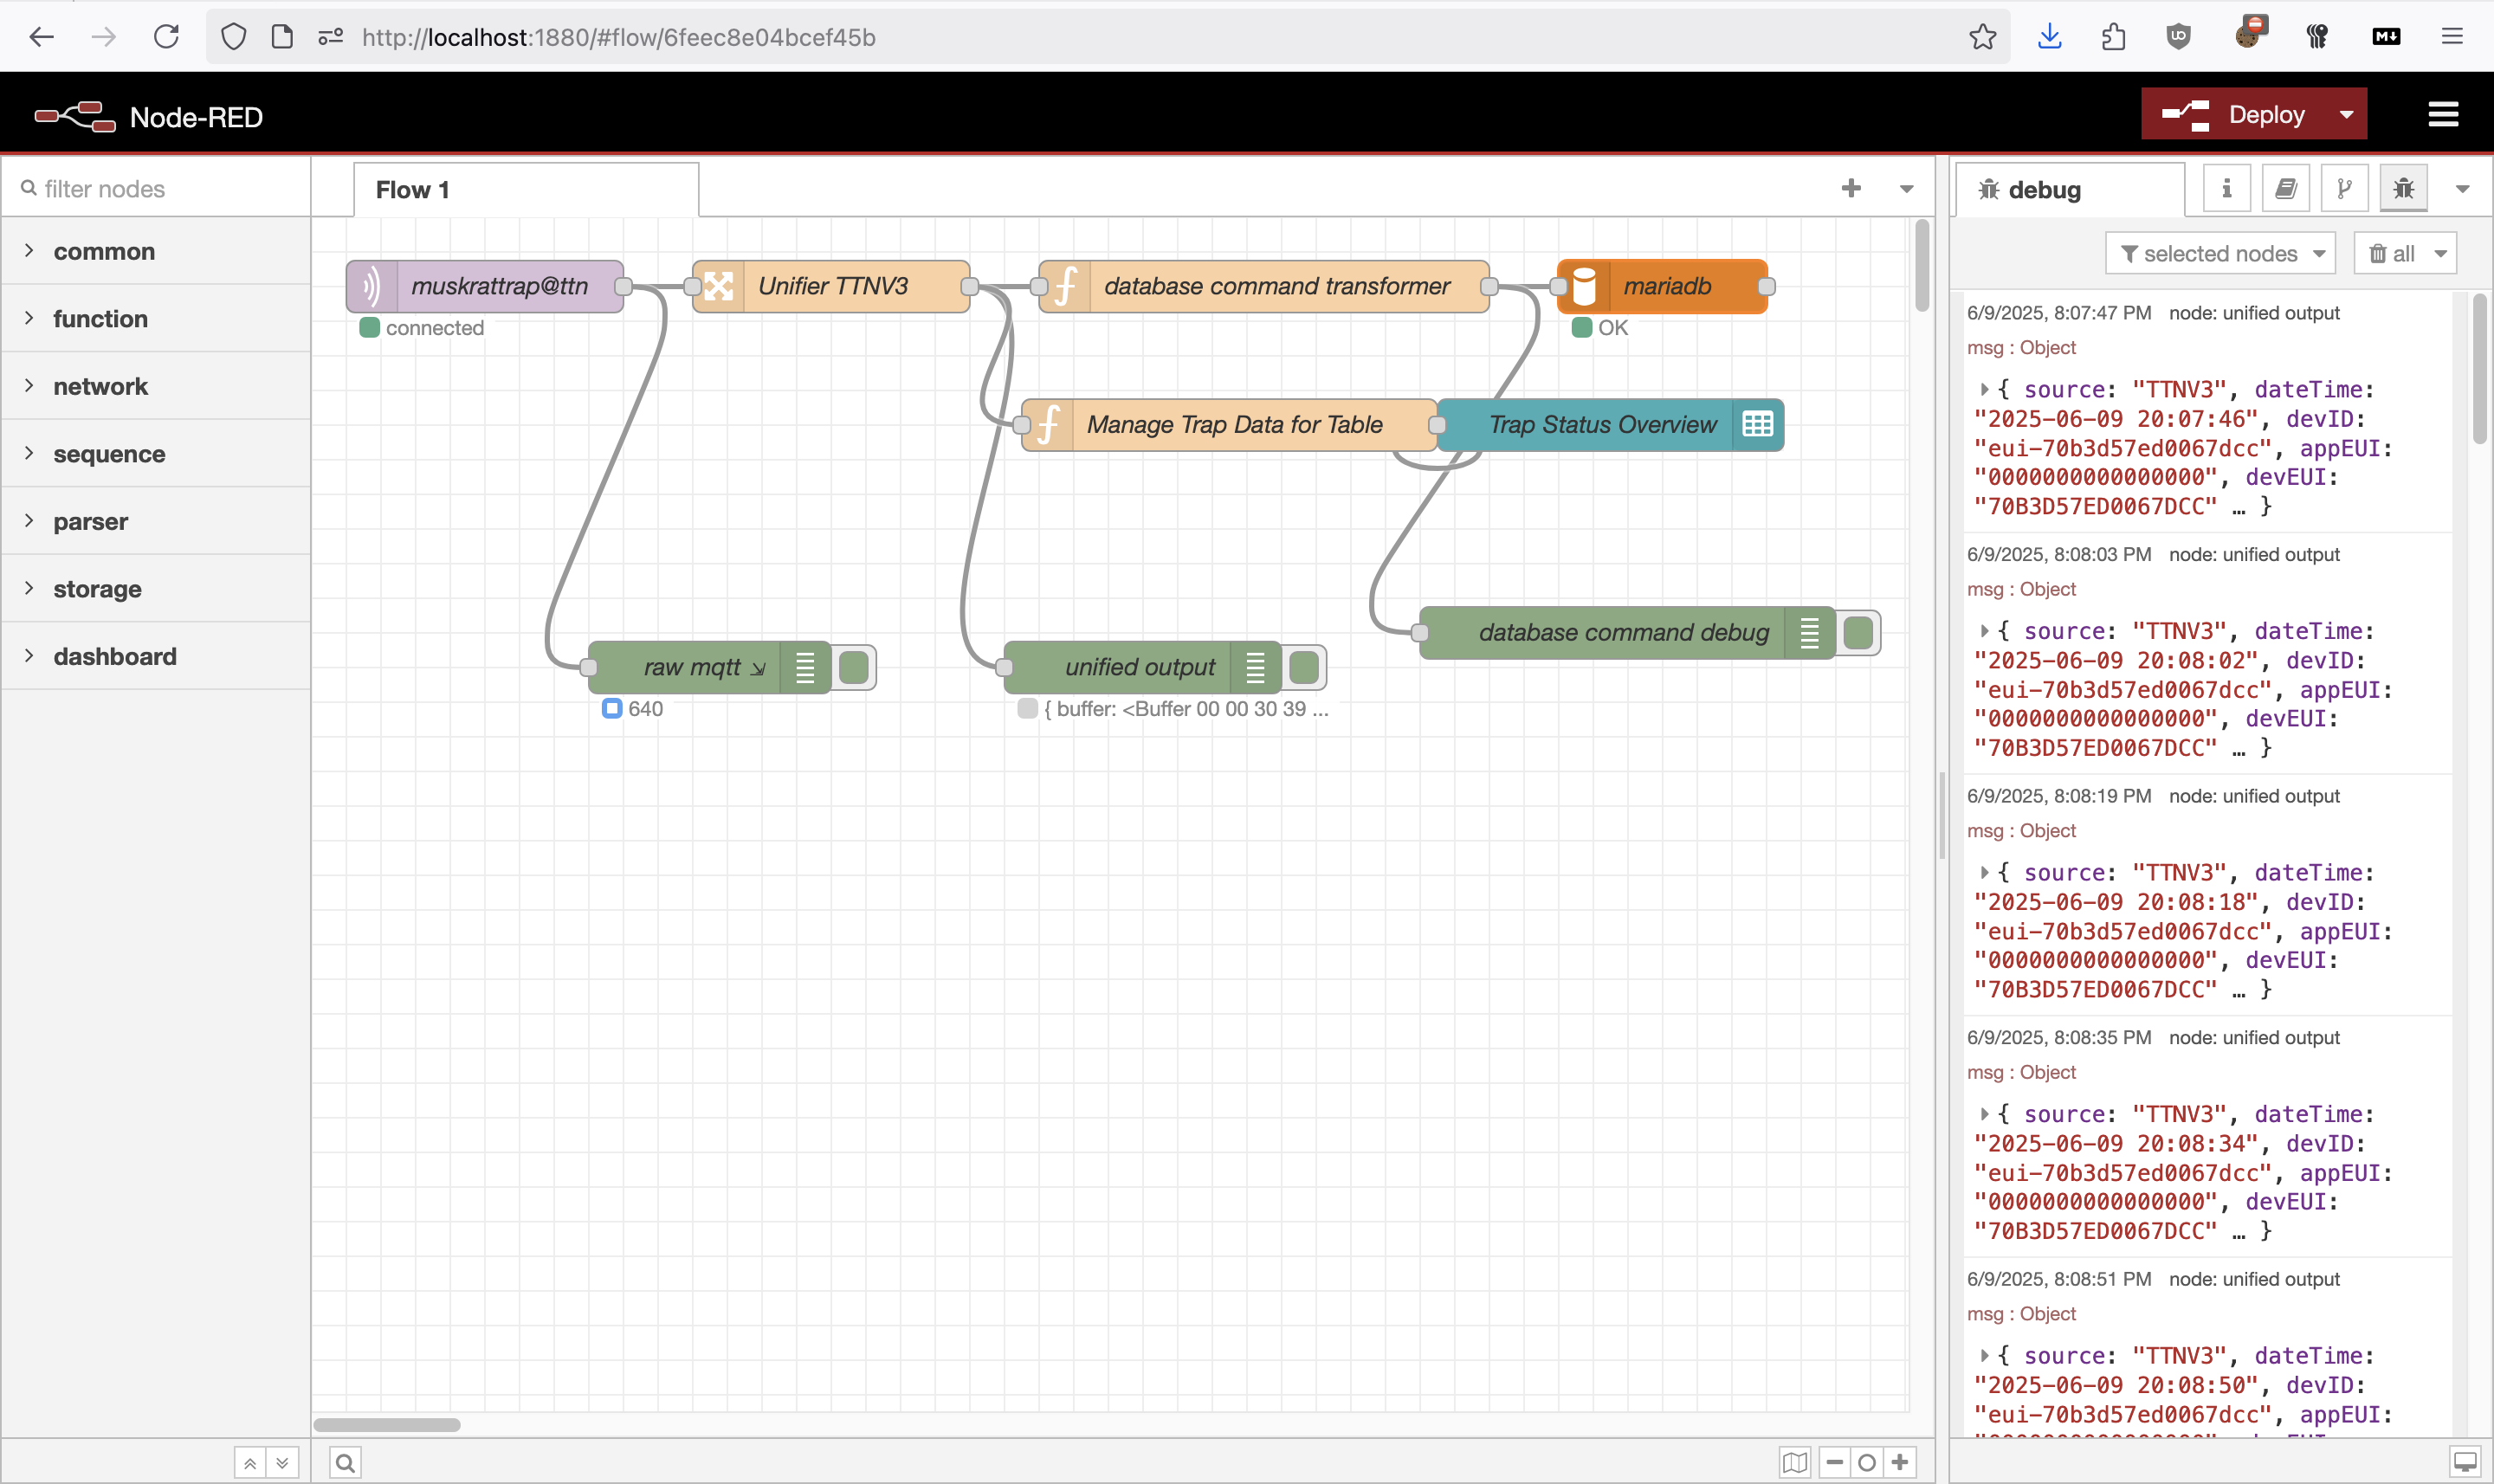 http://localhost:1880/#flow/6feec8e04bcef45b
Node-RED
Deploy
filter nodes
common
function
network
sequence
parser
storage
dashboard
Flow 1
muskrattrap@ttn
connected
Unifier TTNV3
database command transformer
mariadb
OK
Manage Trap Data for Table
Trap Status Overview
database command debug
raw mqtt ⇲
640
unified output
{ buffer: <Buffer 00 00 30 39 ...
debug
selected nodes
all
6/9/2025, 8:07:47 PM node: unified output
msg : Object
{ source: "TTNV3", dateTime:
"2025-06-09 20:07:46", devID:
"eui-70b3d57ed0067dcc", appEUI:
"0000000000000000", devEUI:
"70B3D57ED0067DCC" … }
6/9/2025, 8:08:03 PM node: unified output
msg : Object
{ source: "TTNV3", dateTime:
"2025-06-09 20:08:02", devID:
"eui-70b3d57ed0067dcc", appEUI:
"0000000000000000", devEUI:
"70B3D57ED0067DCC" … }
6/9/2025, 8:08:19 PM node: unified output
msg : Object
{ source: "TTNV3", dateTime:
"2025-06-09 20:08:18", devID:
"eui-70b3d57ed0067dcc", appEUI:
"0000000000000000", devEUI:
"70B3D57ED0067DCC" … }
6/9/2025, 8:08:35 PM node: unified output
msg : Object
{ source: "TTNV3", dateTime:
"2025-06-09 20:08:34", devID:
"eui-70b3d57ed0067dcc", appEUI:
"0000000000000000", devEUI:
"70B3D57ED0067DCC" … }
6/9/2025, 8:08:51 PM node: unified output
msg : Object
{ source: "TTNV3", dateTime:
"2025-06-09 20:08:50", devID:
"eui-70b3d57ed0067dcc", appEUI: